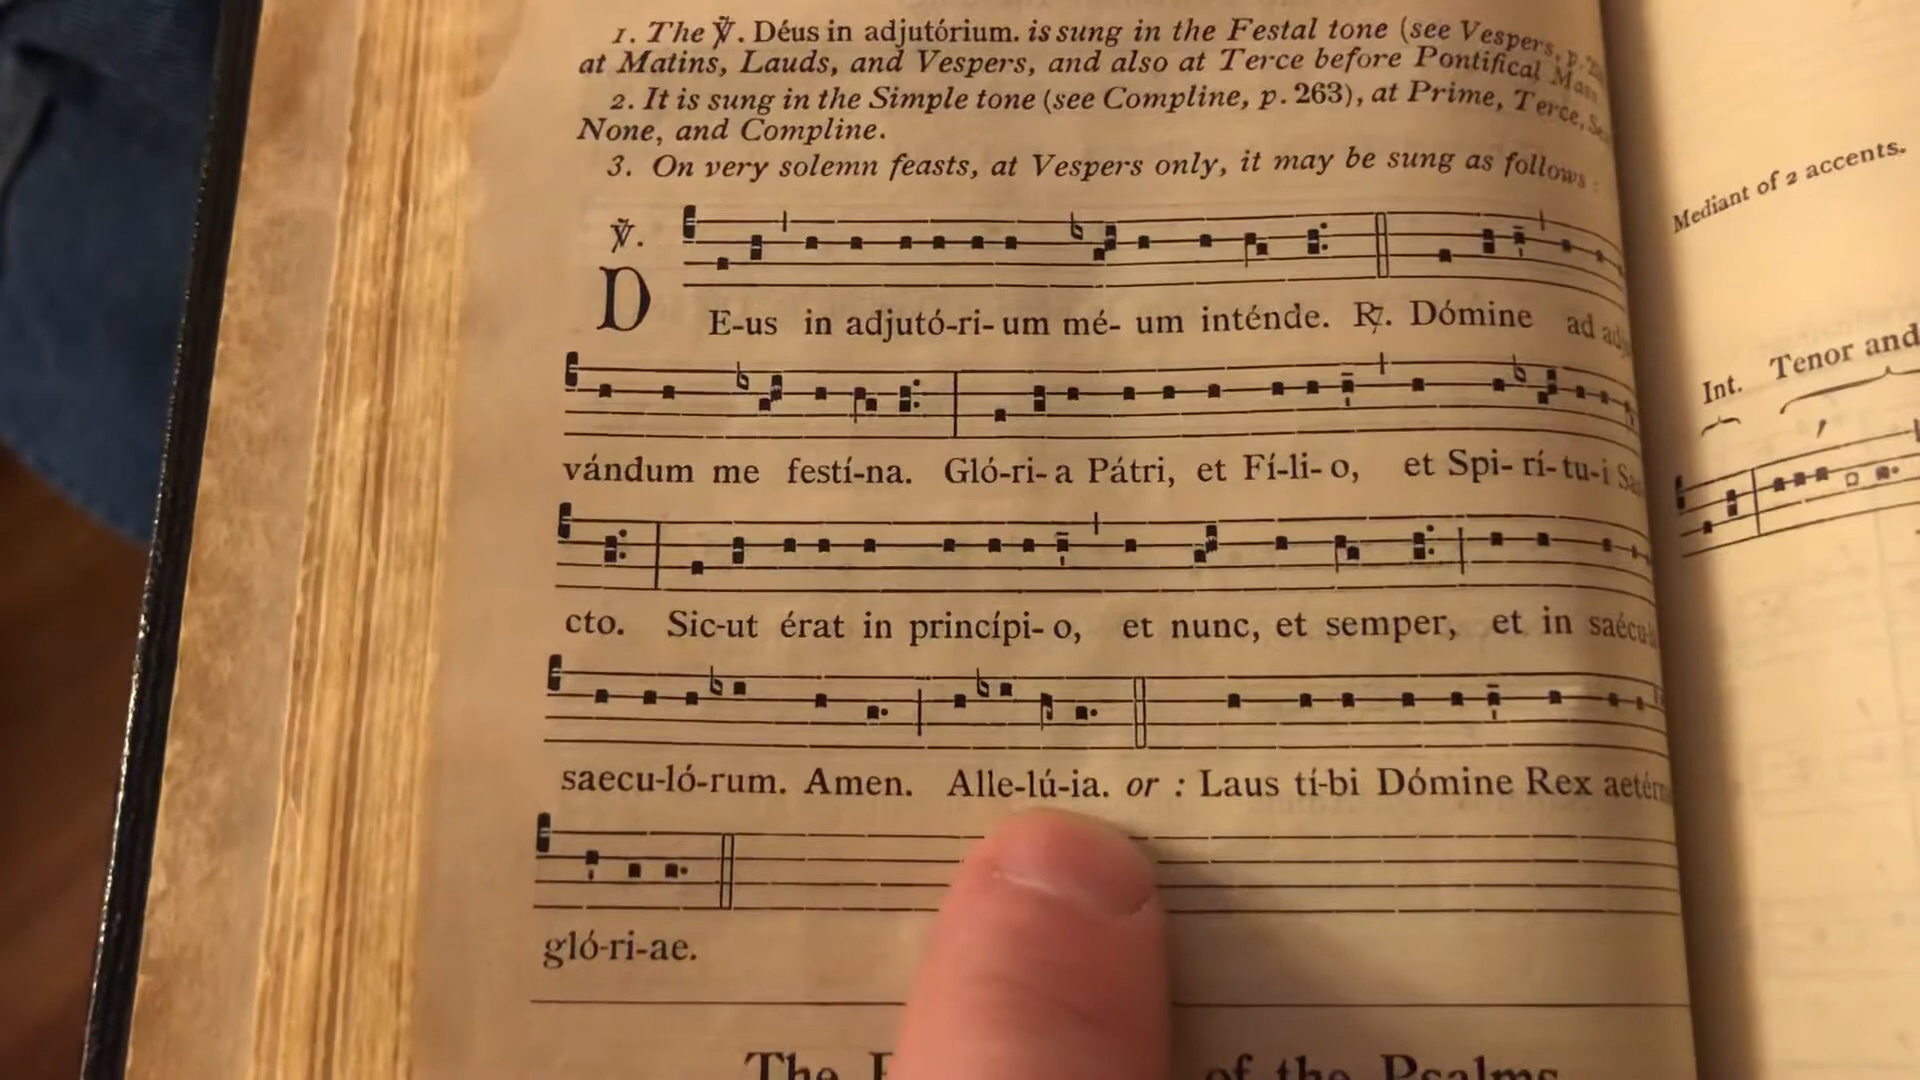 1. The ℣. Déus in adjutórium. is sung in the Festal tone (see Vespers, p.
at Matins, Lauds, and Vespers, and also at Terce before Pontifical Mass
2. It is sung in the Simple tone (see Compline, p. 263), at Prime, Terce,
None, and Compline.
3. On very solemn feasts, at Vespers only, it may be sung as follows :
℣.
DE-us in adjutó-ri-um mé-um inténde. ℟. Dómine ad
vándum me festí-na. Gló-ri-a Pátri, et Fí-li-o, et Spi-rí-tu-i
cto. Sic-ut érat in princípi-o, et nunc, et semper, et in
saecu-ló-rum. Amen. Alle-lú-ia. or : Laus tí-bi Dómine Rex
gló-ri-ae.
The of the Psalms
Mediant of 2 accents.
Int. Tenor and